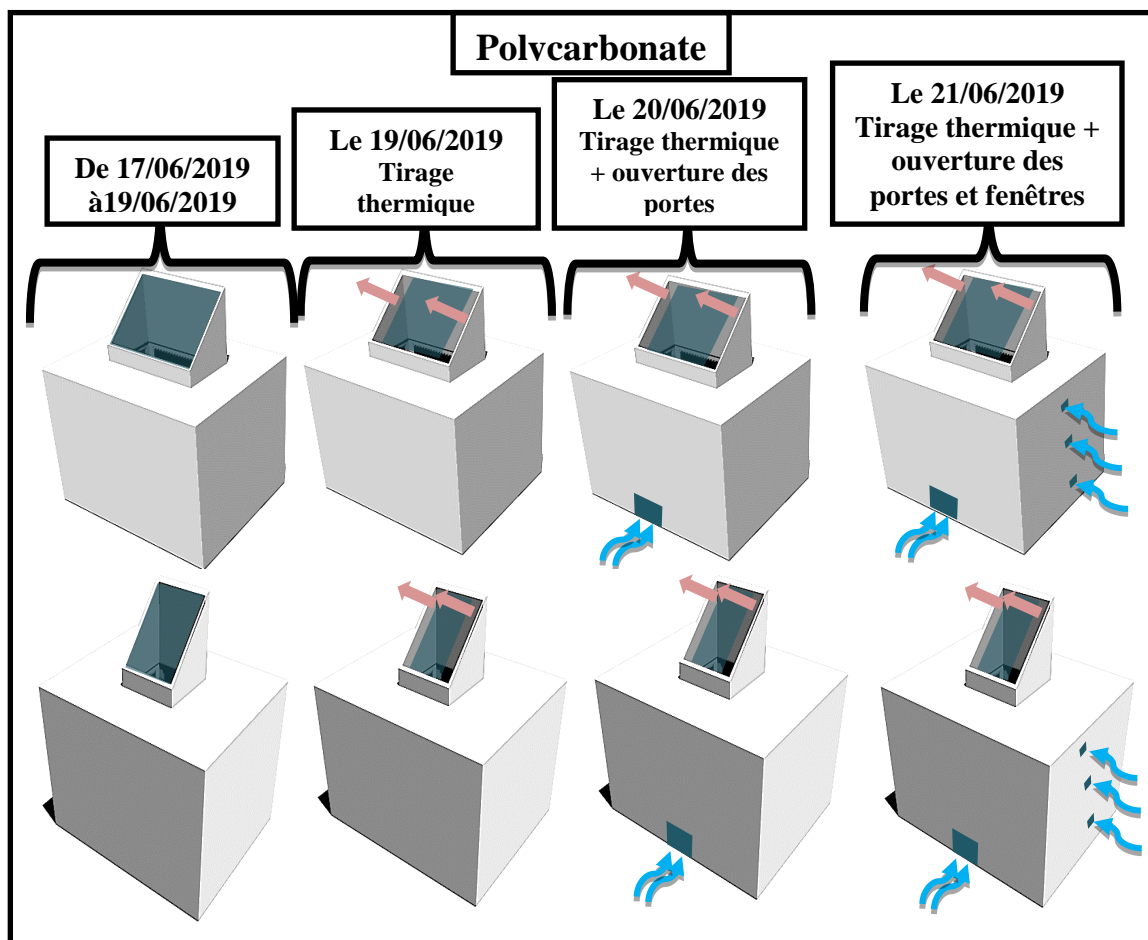 Polycarbonate
De 17/06/2019
à19/06/2019
Le 19/06/2019
Tirage
thermique
Le 20/06/2019
Tirage thermique
+ ouverture des
portes
Le 21/06/2019
Tirage thermique +
ouverture des
portes et fenêtres